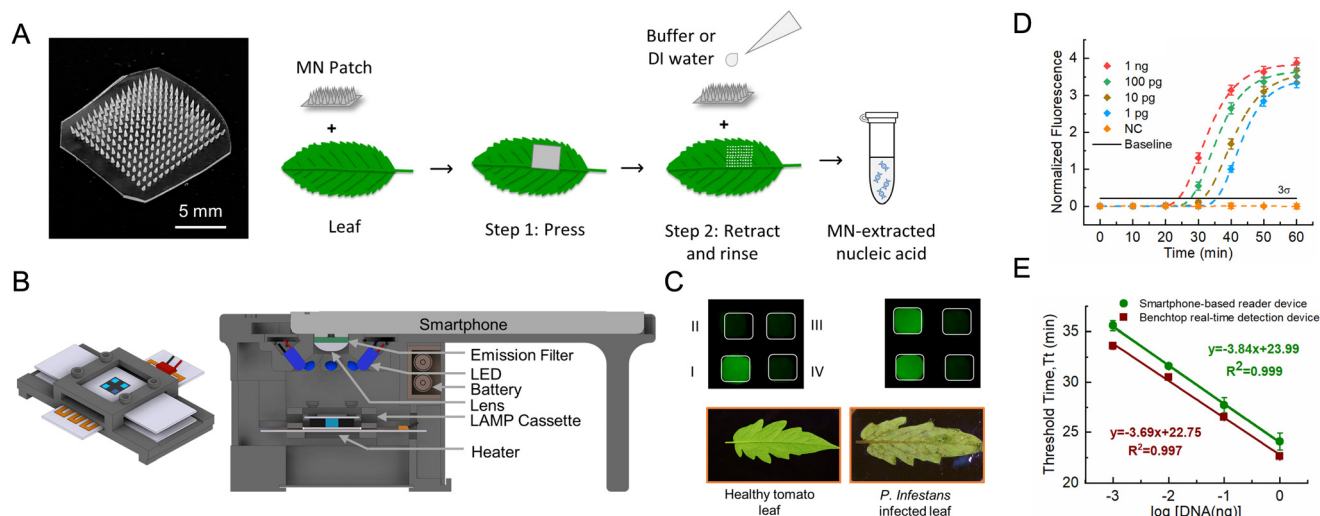 A
5 mm
MN Patch
+
Leaf
Step 1: Press
Buffer or
DI water
+
Step 2: Retract
and rinse
MN-extracted
nucleic acid
B
Smartphone
Emission Filter
LED
Battery
Lens
LAMP Cassette
Heater
C
II
III
I
IV
Healthy tomato
leaf
P. Infestans
infected leaf
D
Normalized Fluorescence
4
3
2
1
0
1 ng
100 pg
10 pg
1 pg
NC
Baseline
3σ
0 10 20 30 40 50 60
Time (min)
E
Threshold Time, Tt (min)
35
30
25
20
Smartphone-based reader device
Benchtop real-time detection device
y=-3.84x+23.99
R²=0.999
y=-3.69x+22.75
R²=0.997
-3 -2 -1 0
log [DNA(ng)]